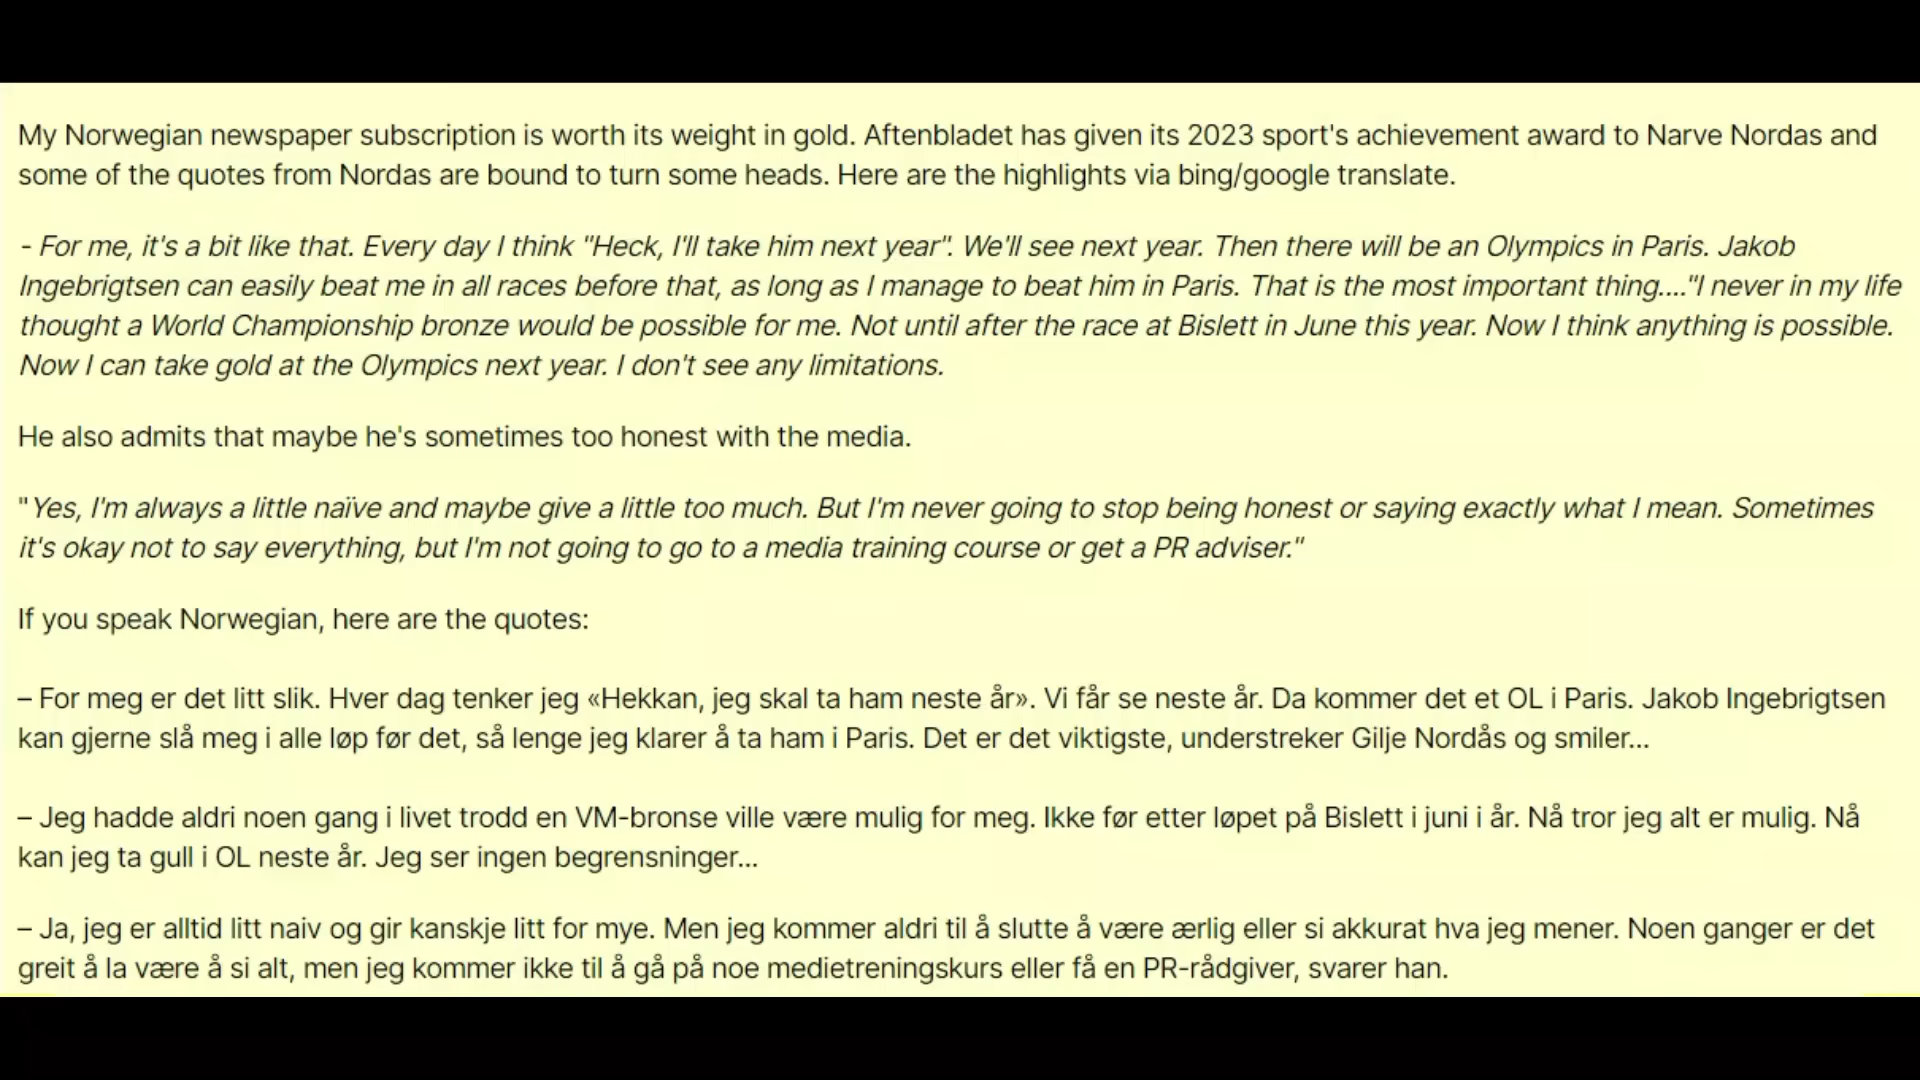 My Norwegian newspaper subscription is worth its weight in gold. Aftenbladet has given its 2023 sport's achievement award to Narve Nordas and
some of the quotes from Nordas are bound to turn some heads. Here are the highlights via bing/google translate.
- For me, it's a bit like that. Every day I think "Heck, I'll take him next year". We'll see next year. Then there will be an Olympics in Paris. Jakob
Ingebrigtsen can easily beat me in all races before that, as long as I manage to beat him in Paris. That is the most important thing...."I never in my life
thought a World Championship bronze would be possible for me. Not until after the race at Bislett in June this year. Now I think anything is possible.
Now I can take gold at the Olympics next year. I don't see any limitations.
He also admits that maybe he's sometimes too honest with the media.
"Yes, I'm always a little naïve and maybe give a little too much. But I'm never going to stop being honest or saying exactly what I mean. Sometimes
it's okay not to say everything, but I'm not going to go to a media training course or get a PR adviser."
If you speak Norwegian, here are the quotes:
– For meg er det litt slik. Hver dag tenker jeg «Hekkan, jeg skal ta ham neste år». Vi får se neste år. Da kommer det et OL i Paris. Jakob Ingebrigtsen
kan gjerne slå meg i alle løp før det, så lenge jeg klarer å ta ham i Paris. Det er det viktigste, understreker Gilje Nordås og smiler...
– Jeg hadde aldri noen gang i livet trodd en VM-bronse ville være mulig for meg. Ikke før etter løpet på Bislett i juni i år. Nå tror jeg alt er mulig. Nå
kan jeg ta gull i OL neste år. Jeg ser ingen begrensninger...
– Ja, jeg er alltid litt naiv og gir kanskje litt for mye. Men jeg kommer aldri til å slutte å være ærlig eller si akkurat hva jeg mener. Noen ganger er det
greit å la være å si alt, men jeg kommer ikke til å gå på noe medietreningskurs eller få en PR-rådgiver, svarer han.